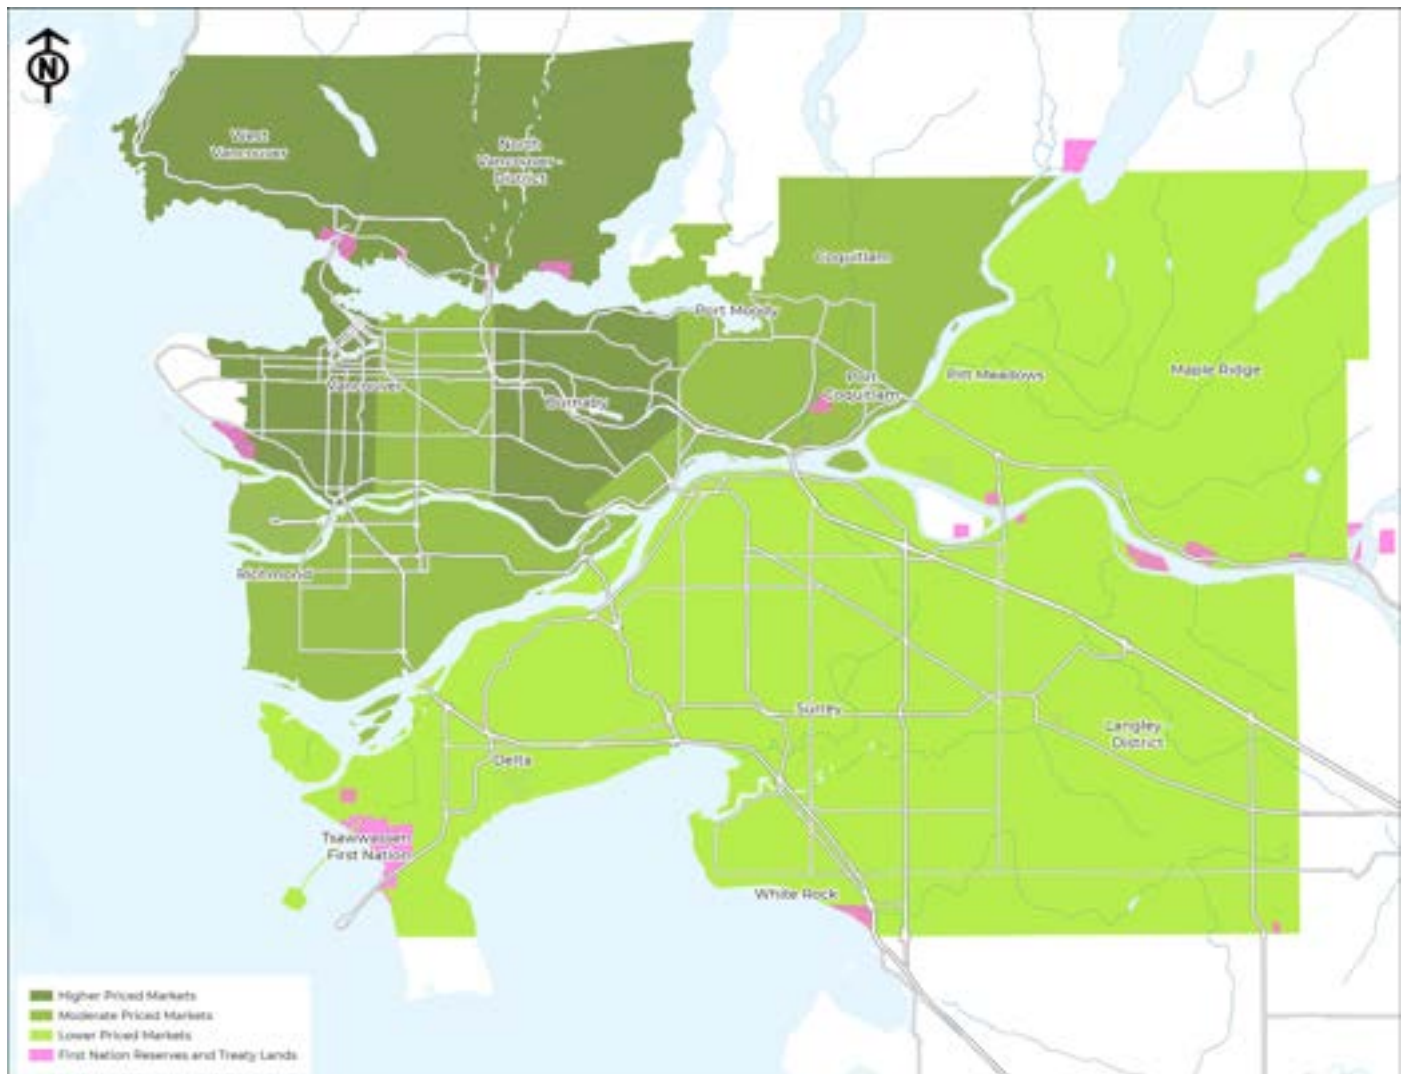 N
West
Vancouver
North
Vancouver -
District
Coquitlam
Port Moody
Vancouver
Burnaby
Port
Coquitlam
Pitt Meadows
Maple Ridge
Richmond
Surrey
Langley
District
Delta
Tsawwassen
First Nation
White Rock
Higher Priced Markets
Moderate Priced Markets
Lower Priced Markets
First Nation Reserves and Treaty Lands